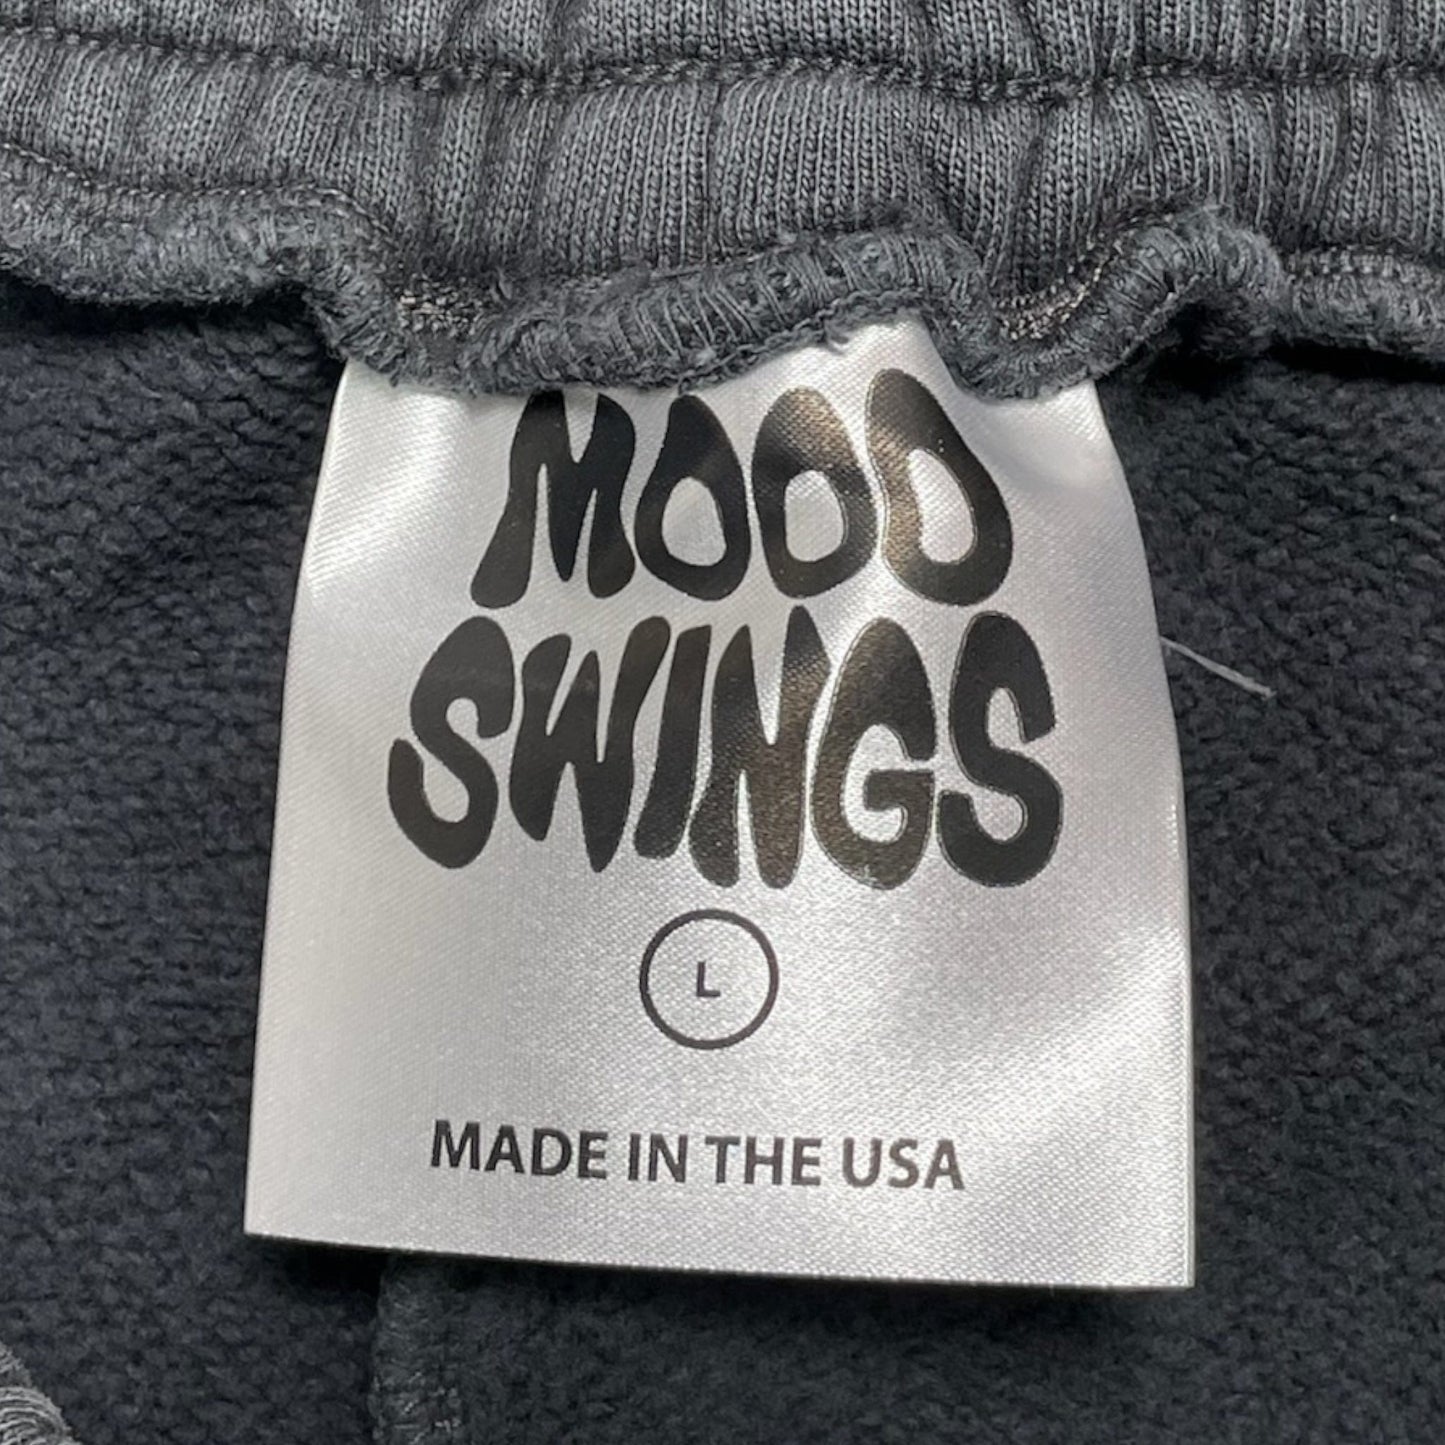 MOOD
SWINGS
L
MADE IN THE USA